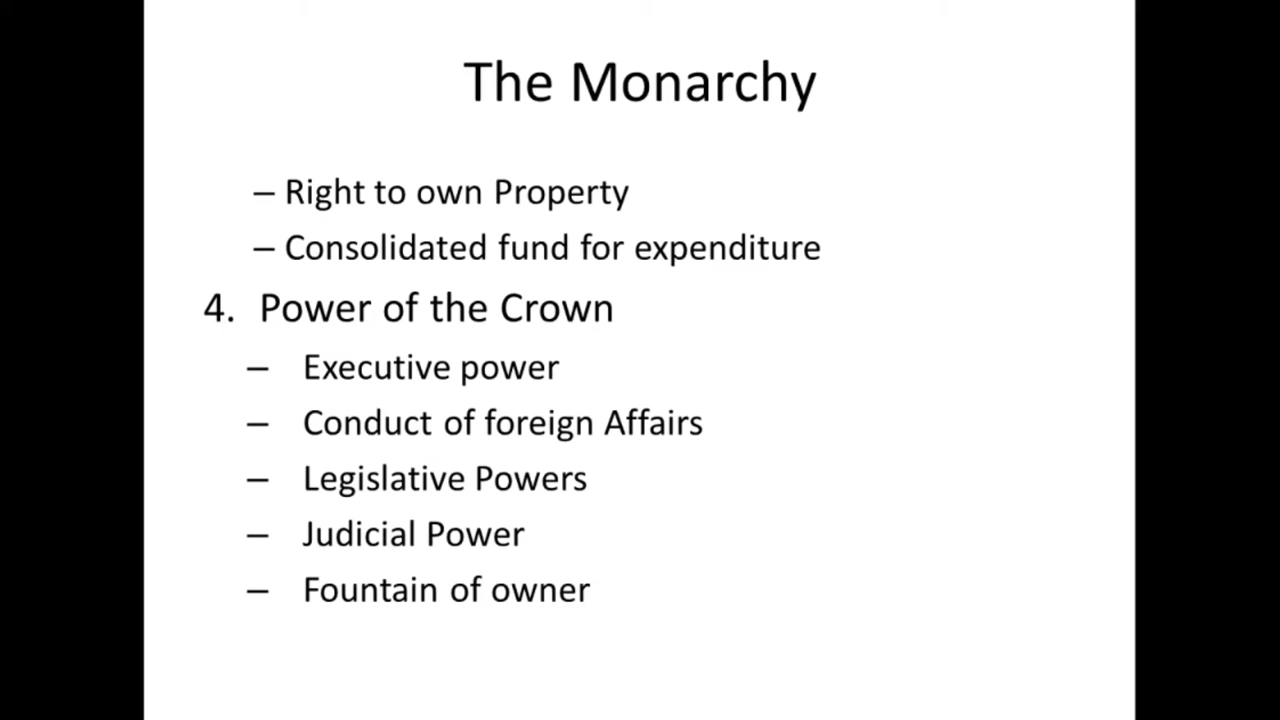 The Monarchy
– Right to own Property
– Consolidated fund for expenditure
4. Power of the Crown
– Executive power
– Conduct of foreign Affairs
– Legislative Powers
– Judicial Power
– Fountain of owner